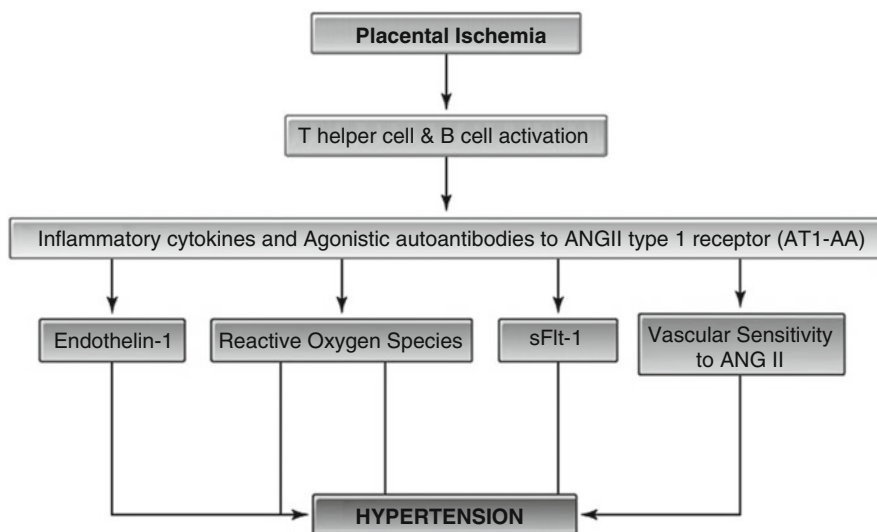 Placental Ischemia
T helper cell & B cell activation
Inflammatory cytokines and Agonistic autoantibodies to ANGII type 1 receptor (AT1-AA)
Endothelin-1
Reactive Oxygen Species
sFlt-1
Vascular Sensitivity
to ANG II
HYPERTENSION